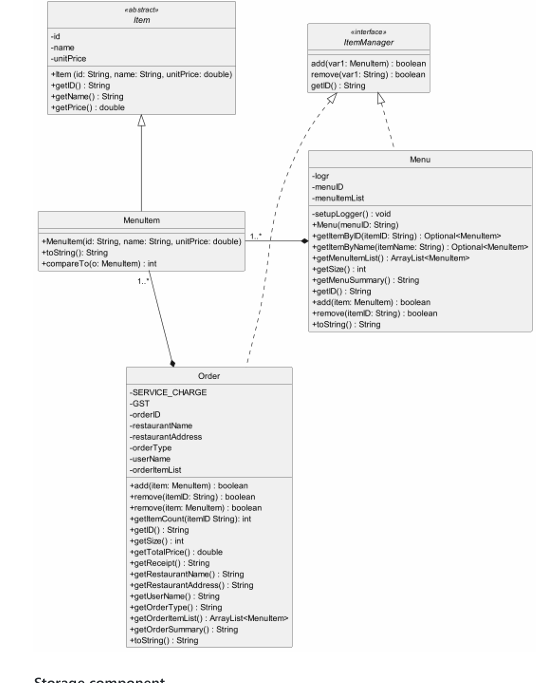 «abstract»
Item
-id
-name
-unitPrice
+Item (id: String, name: String, unitPrice: double)
+getID() : String
+getName() : String
+getPrice() : double
«interface»
ItemManager
add(var1: MenuItem) : boolean
remove(var1: String) : boolean
getID() : String
Menu
-logr
-menuID
-menuItemList
-setupLogger() : void
+Menu(menuID: String)
+getItemByID(itemID: String) : Optional<MenuItem>
+getItemByName(itemName: String) : Optional<MenuItem>
+getMenuItemList() : ArrayList<MenuItem>
+getSize() : int
+getMenuSummary() : String
+getID() : String
+add(item: MenuItem) : boolean
+remove(itemID: String) : boolean
+toString() : String
MenuItem
+MenuItem(id: String, name: String, unitPrice: double)
+toString(): String
+compareTo(o: MenuItem) : int
1..*
1..*
Order
-SERVICE_CHARGE
-GST
-orderID
-restaurantName
-restaurantAddress
-orderType
-userName
-orderItemList
+add(item: MenuItem) : boolean
+remove(itemID: String) : boolean
+remove(item: MenuItem) : boolean
+getItemCount(itemID String): int
+getID() : String
+getSize() : int
+getTotalPrice() : double
+getReceipt() : String
+getRestaurantName() : String
+getRestaurantAddress() : String
+getUserName() : String
+getOrderType() : String
+getOrderItemList() : ArrayList<MenuItem>
+getOrderSummary() : String
+toString() : String
Storage component